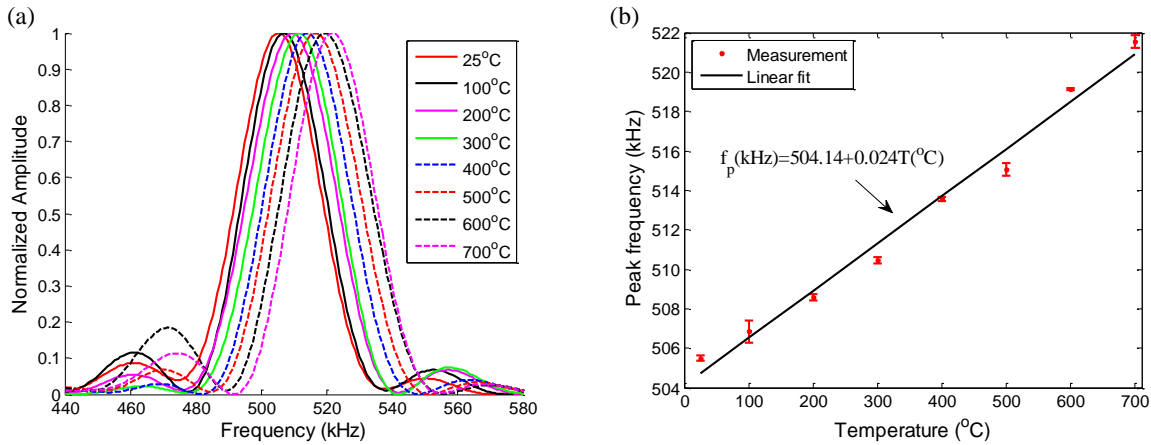 (a)
1
0.9
0.8
0.7
0.6
0.5
0.4
0.3
0.2
0.1
0
440
460
480
500
520
540
560
580
Normalized Amplitude
Frequency (kHz)
25°C
100°C
200°C
300°C
400°C
500°C
600°C
700°C
(b)
522
520
518
516
514
512
510
508
506
504
0
100
200
300
400
500
600
700
Peak frequency (kHz)
Temperature (°C)
Measurement
Linear fit
fp(kHz)=504.14+0.024T(°C)